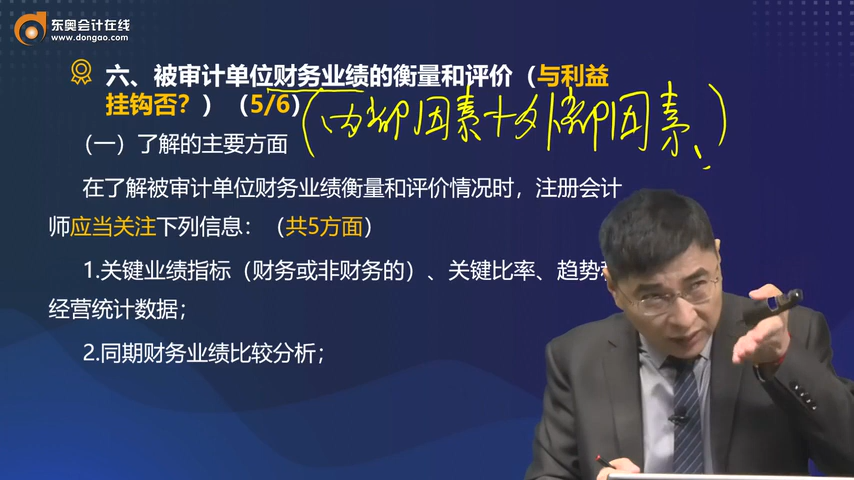 东奥会计在线
www.dongao.com
六、被审计单位财务业绩的衡量和评价（与利益
挂钩否？）（5/6）
（内部因素+外部因素）
（一）了解的主要方面
在了解被审计单位财务业绩衡量和评价情况时，注册会计
师应当关注下列信息：（共5方面）
1.关键业绩指标（财务或非财务的）、关键比率、趋势
经营统计数据；
2.同期财务业绩比较分析；